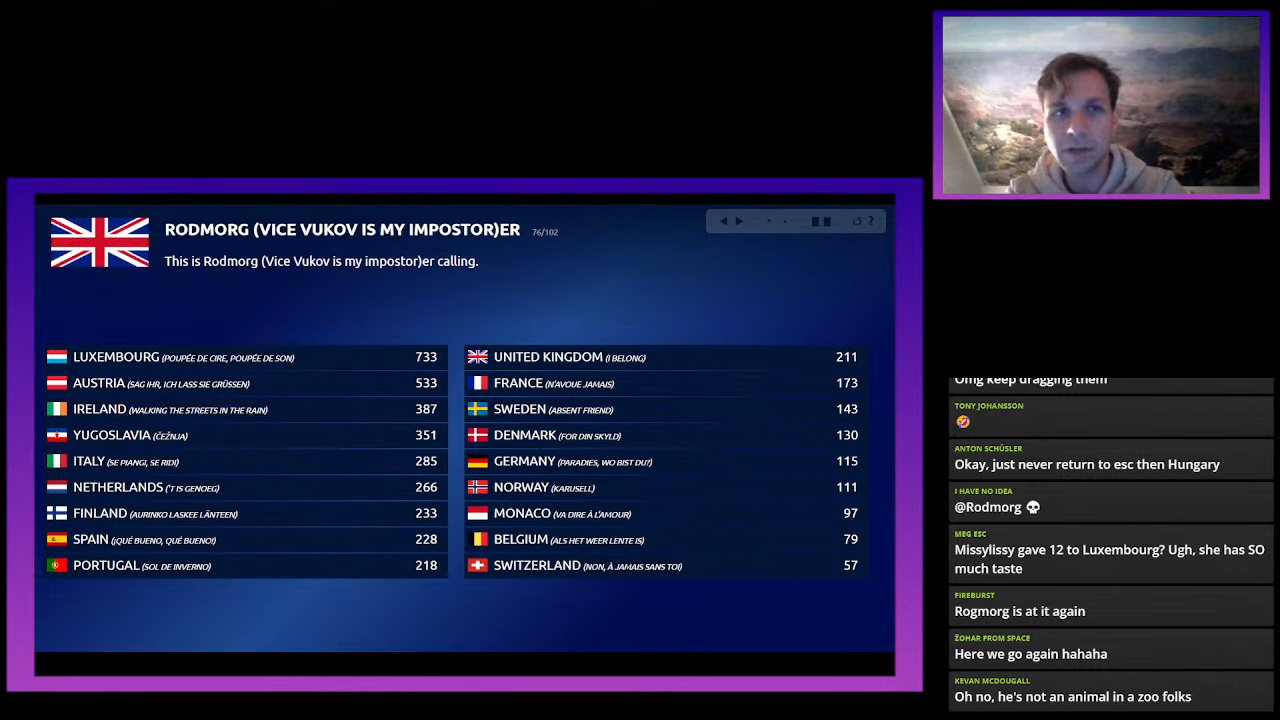 RODMORG (VICE VUKOV IS MY IMPOSTOR)ER 76/102
This is Rodmorg (Vice Vukov is my impostor)er calling.
LUXEMBOURG (POUPÉE DE CIRE, POUPÉE DE SON) 733
AUSTRIA (SAG IHR, ICH LASS SIE GRÜSSEN) 533
IRELAND (WALKING THE STREETS IN THE RAIN) 387
YUGOSLAVIA (ČEŽNJA) 351
ITALY (SE PIANGI, SE RIDI) 285
NETHERLANDS ('T IS GENOEG) 266
FINLAND (AURINKO LASKEE LÄNTEEN) 233
SPAIN (¡QUÉ BUENO, QUÉ BUENO!) 228
PORTUGAL (SOL DE INVERNO) 218
UNITED KINGDOM (I BELONG) 211
FRANCE (N'AVOUE JAMAIS) 173
SWEDEN (ABSENT FRIEND) 143
DENMARK (FOR DIN SKYLD) 130
GERMANY (PARADIES, WO BIST DU?) 115
NORWAY (KARUSELL) 111
MONACO (VA DIRE À L'AMOUR) 97
BELGIUM (ALS HET WEER LENTE IS) 79
SWITZERLAND (NON, À JAMAIS SANS TOI) 57
Omg keep dragging them
TONY JOHANSSON
ANTON SCHÜSLER
Okay, just never return to esc then Hungary
I HAVE NO IDEA
@Rodmorg
MEG ESC
Missylissy gave 12 to Luxembourg? Ugh, she has SO
much taste
FIREBURST
Rogmorg is at it again
ŽOHAR FROM SPACE
Here we go again hahaha
KEVAN MCDOUGALL
Oh no, he's not an animal in a zoo folks